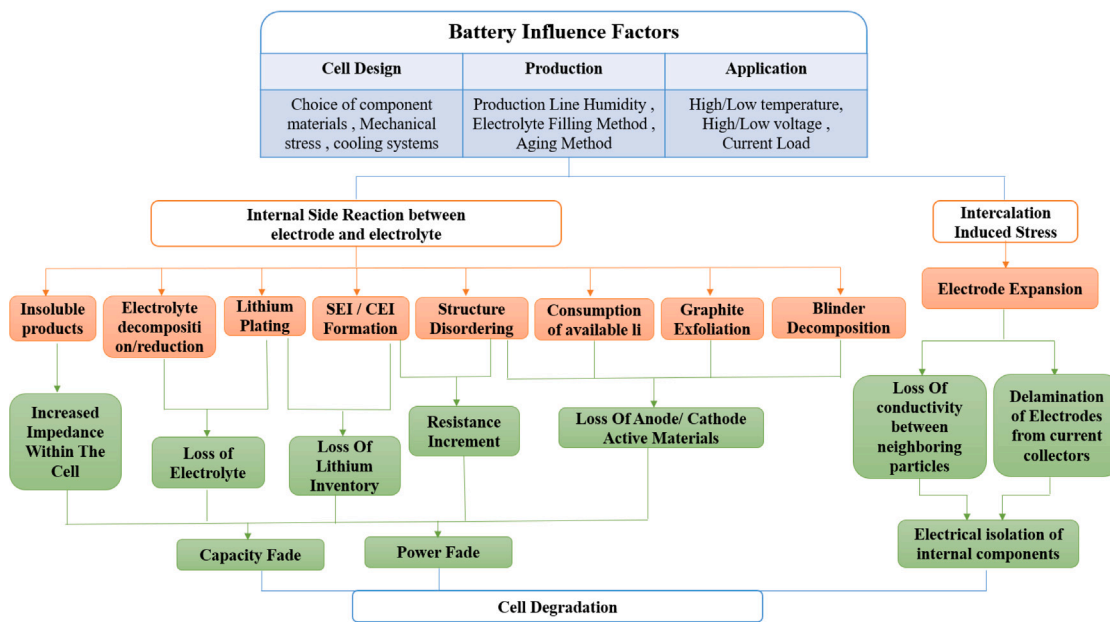 Battery Influence Factors
Cell Design
Production
Application
Choice of component
materials , Mechanical
stress , cooling systems
Production Line Humidity ,
Electrolyte Filling Method ,
Aging Method
High/Low temperature,
High/Low voltage ,
Current Load
Internal Side Reaction between
electrode and electrolyte
Intercalation
Induced Stress
Insoluble
products
Electrolyte
decompositi
on/reduction
Lithium
Plating
SEI / CEI
Formation
Structure
Disordering
Consumption
of available li
Graphite
Exfoliation
Blinder
Decomposition
Electrode Expansion
Increased
Impedance
Within The
Cell
Loss of
Electrolyte
Loss Of
Lithium
Inventory
Resistance
Increment
Loss Of Anode/ Cathode
Active Materials
Loss Of
conductivity
between
neighboring
particles
Delamination
of Electrodes
from current
collectors
Capacity Fade
Power Fade
Electrical isolation of
internal components
Cell Degradation